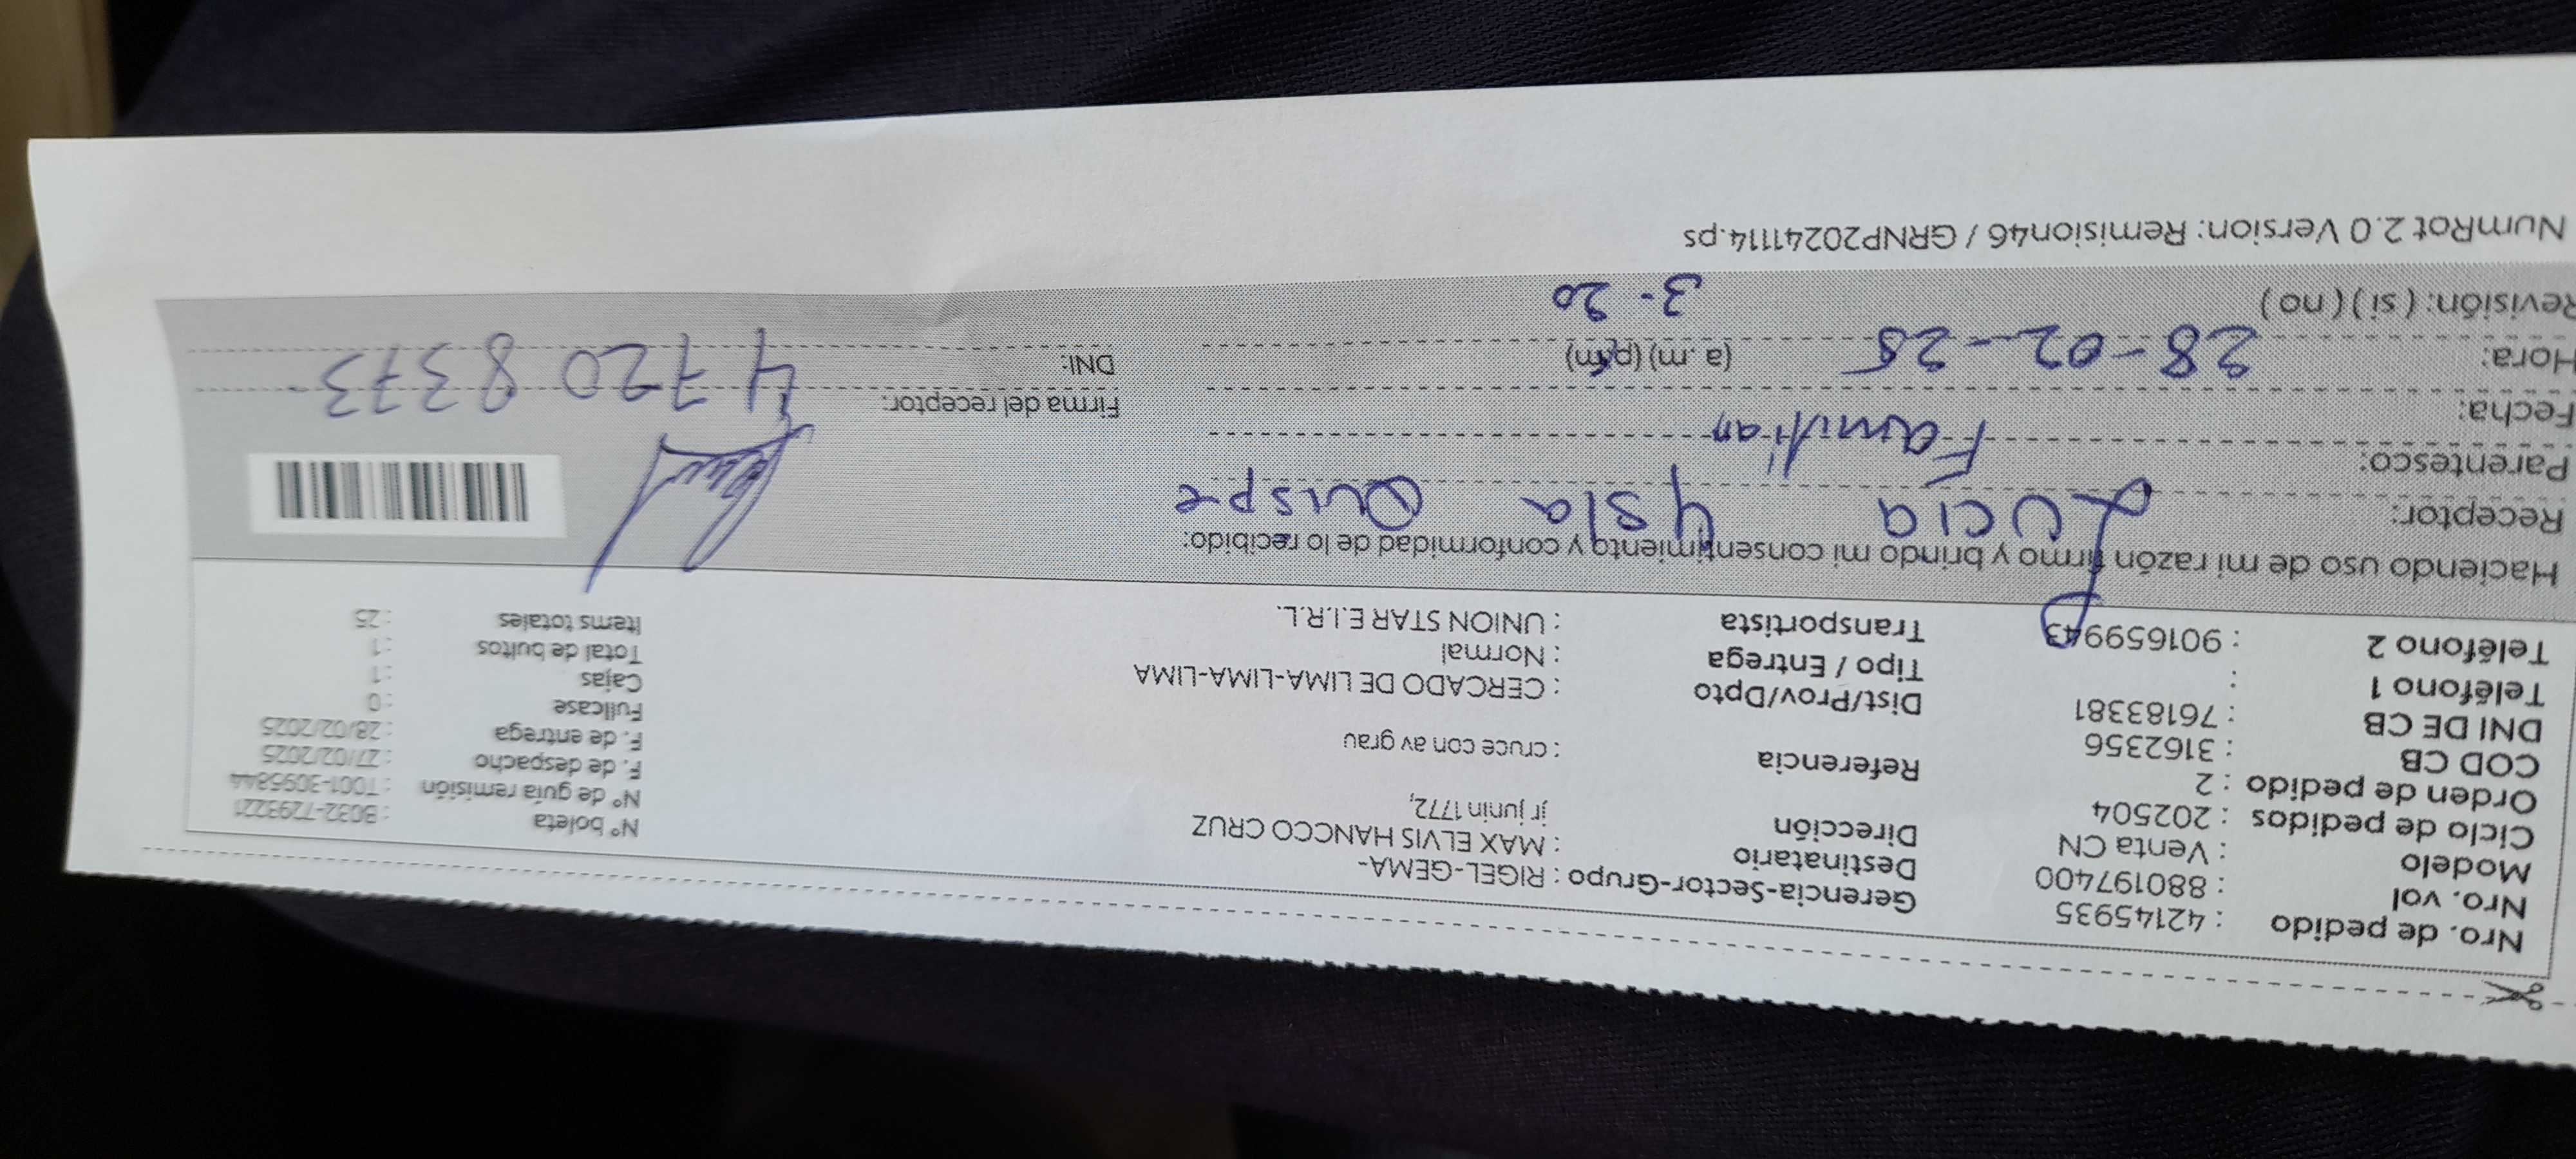 Nro. de pedido : 42145935
Nro. vol : 880197400
Modelo : Venta CN
Ciclo de pedidos : 202504
Orden de pedido : 2
COD CB : 3162356
DNI DE CB : 76183381
Teléfono 1 :
Teléfono 2 : 901659943
Gerencia-Sector-Grupo : RIGEL-GEMA-
Destinatario : MAX ELVIS HANCCO CRUZ
Dirección jr junin 1772,
Referencia : cruce con av grau
Dist/Prov/Dpto : CERCADO DE LIMA-LIMA-LIMA
Tipo / Entrega : Normal
Transportista : UNION STAR E.I.R.L.
N° boleta : B032-7293221
N° de guía remisión : T001-3095844
F. de despacho : 27/02/2025
F. de entrega : 28/02/2025
Fullcase : 0
Cajas : 1
Total de bultos : 1
Items totales : 25
Haciendo uso de mi razón firmo y brindo mi consentimiento y conformidad de lo recibido:
Receptor: Lucia Ysla Quispe
Parentesco: Familiar
Fecha: 28-02-25
Hora: (a. m) (p.m) 3-20
Revisión: ( si ) ( no )
Firma del receptor:
DNI: 47208373
NumRot 2.0 Version: Remision46 / GRNP20241114.ps